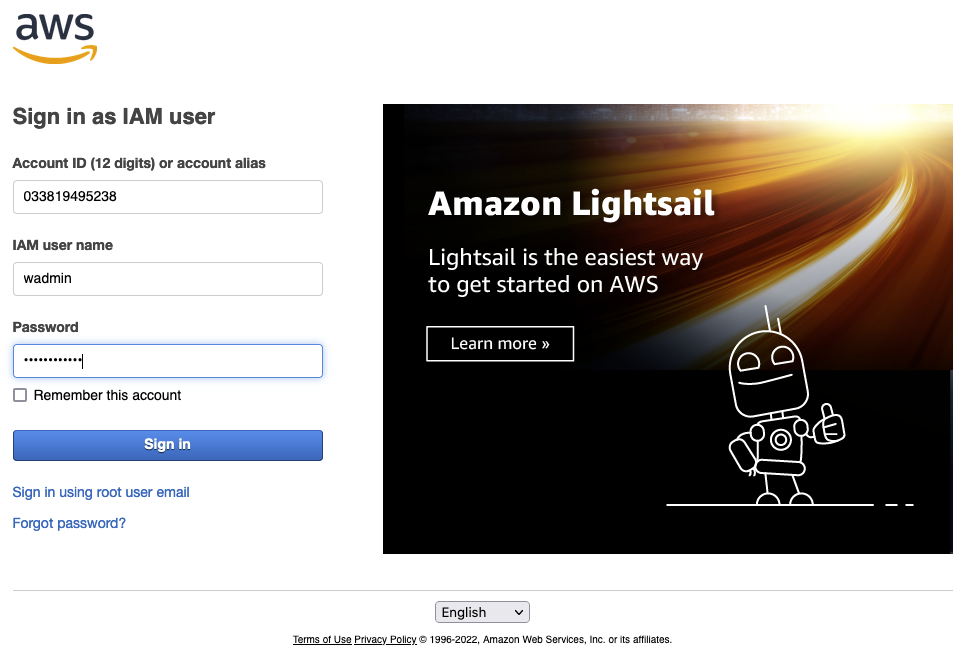 aws
Sign in as IAM user
Account ID (12 digits) or account alias
033819495238
IAM user name
wadmin
Password
••••••••••••
Remember this account
Sign in
Sign in using root user email
Forgot password?
Amazon Lightsail
Lightsail is the easiest way
to get started on AWS
Learn more »
English
Terms of Use Privacy Policy © 1996-2022, Amazon Web Services, Inc. or its affiliates.